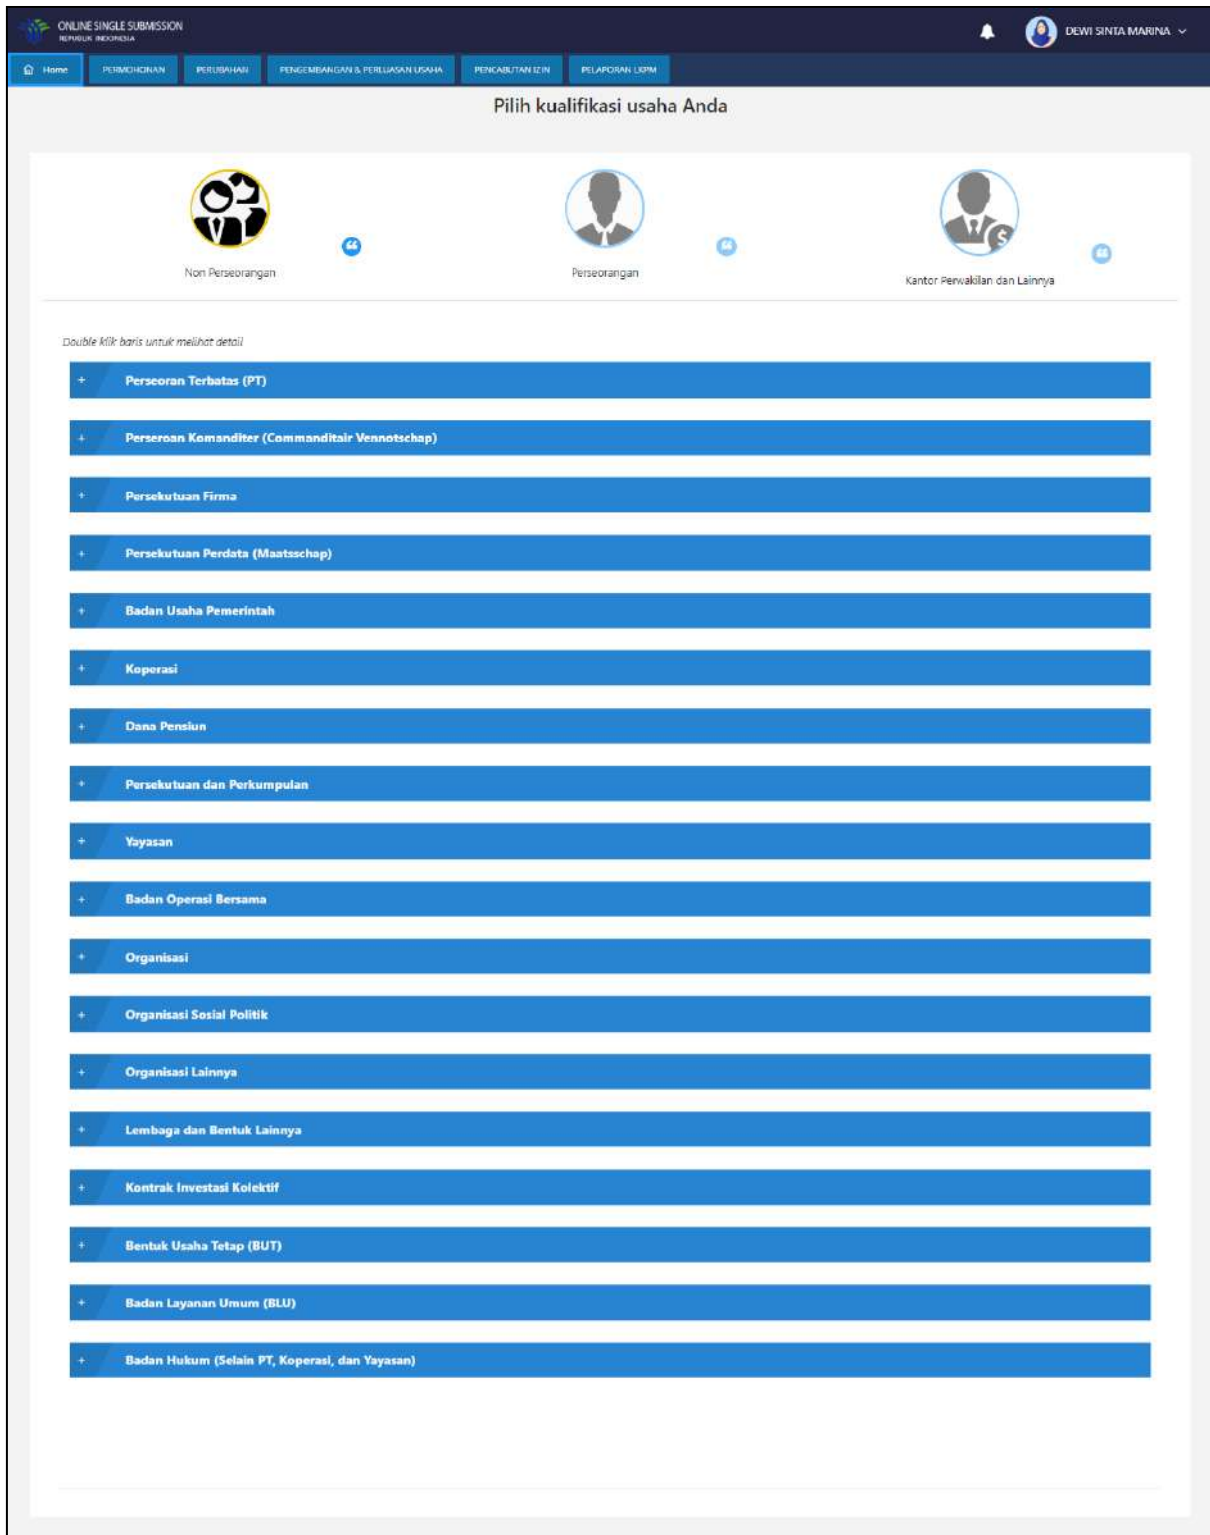 ONLINE SINGLE SUBMISSION
REPUBLIK INDONESIA
DEWI SINTA MARINA
Home PERMOHONAN PERUBAHAN PENGEMBANGAN & PERLUASAN USAHA PENCABUTAN IZIN PELAPORAN LKPM
Pilih kualifikasi usaha Anda
Non Perseorangan
Perseorangan
Kantor Perwakilan dan Lainnya
Double klik baris untuk melihat detail
+ Perseoran Terbatas (PT)
+ Perseroan Komanditer (Commanditair Vennotschap)
+ Persekutuan Firma
+ Persekutuan Perdata (Maatsschap)
+ Badan Usaha Pemerintah
+ Koperasi
+ Dana Pensiun
+ Persekutuan dan Perkumpulan
+ Yayasan
+ Badan Operasi Bersama
+ Organisasi
+ Organisasi Sosial Politik
+ Organisasi Lainnya
+ Lembaga dan Bentuk Lainnya
+ Kontrak Investasi Kolektif
+ Bentuk Usaha Tetap (BUT)
+ Badan Layanan Umum (BLU)
+ Badan Hukum (Selain PT, Koperasi, dan Yayasan)